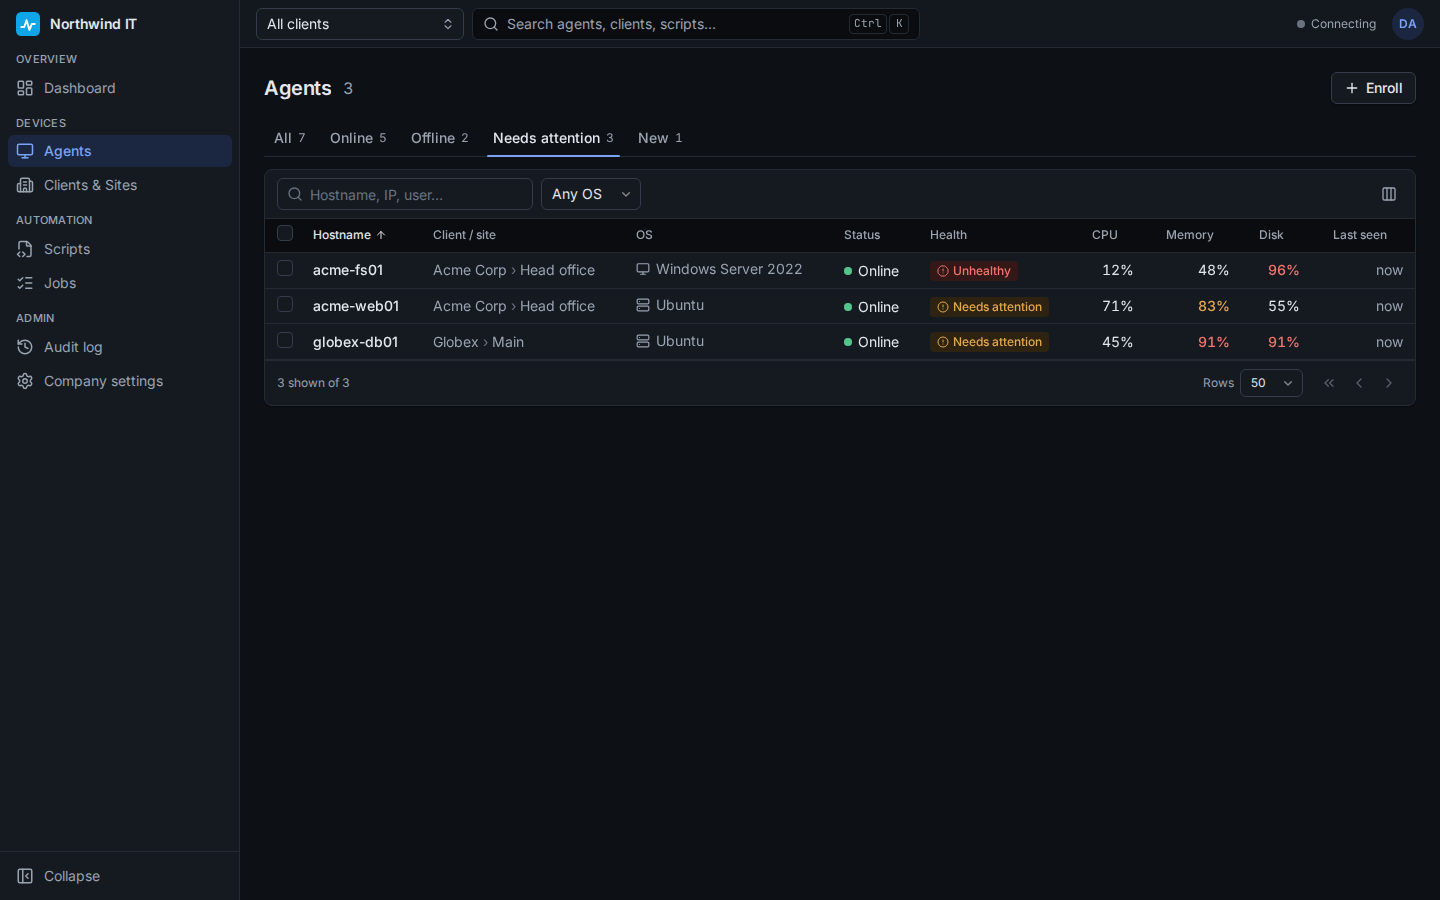 Northwind IT
All clients
Search agents, clients, scripts...
Ctrl K
Connecting
DA
OVERVIEW
Dashboard
DEVICES
Agents
Clients & Sites
AUTOMATION
Scripts
Jobs
ADMIN
Audit log
Company settings
Collapse
Agents 3
Enroll
All 7 Online 5 Offline 2 Needs attention 3 New 1
Hostname, IP, user...
Any OS
Hostname Client / site OS Status Health CPU Memory Disk Last seen
acme-fs01 Acme Corp › Head office Windows Server 2022 Online Unhealthy 12% 48% 96% now
acme-web01 Acme Corp › Head office Ubuntu Online Needs attention 71% 83% 55% now
globex-db01 Globex › Main Ubuntu Online Needs attention 45% 91% 91% now
3 shown of 3
Rows 50